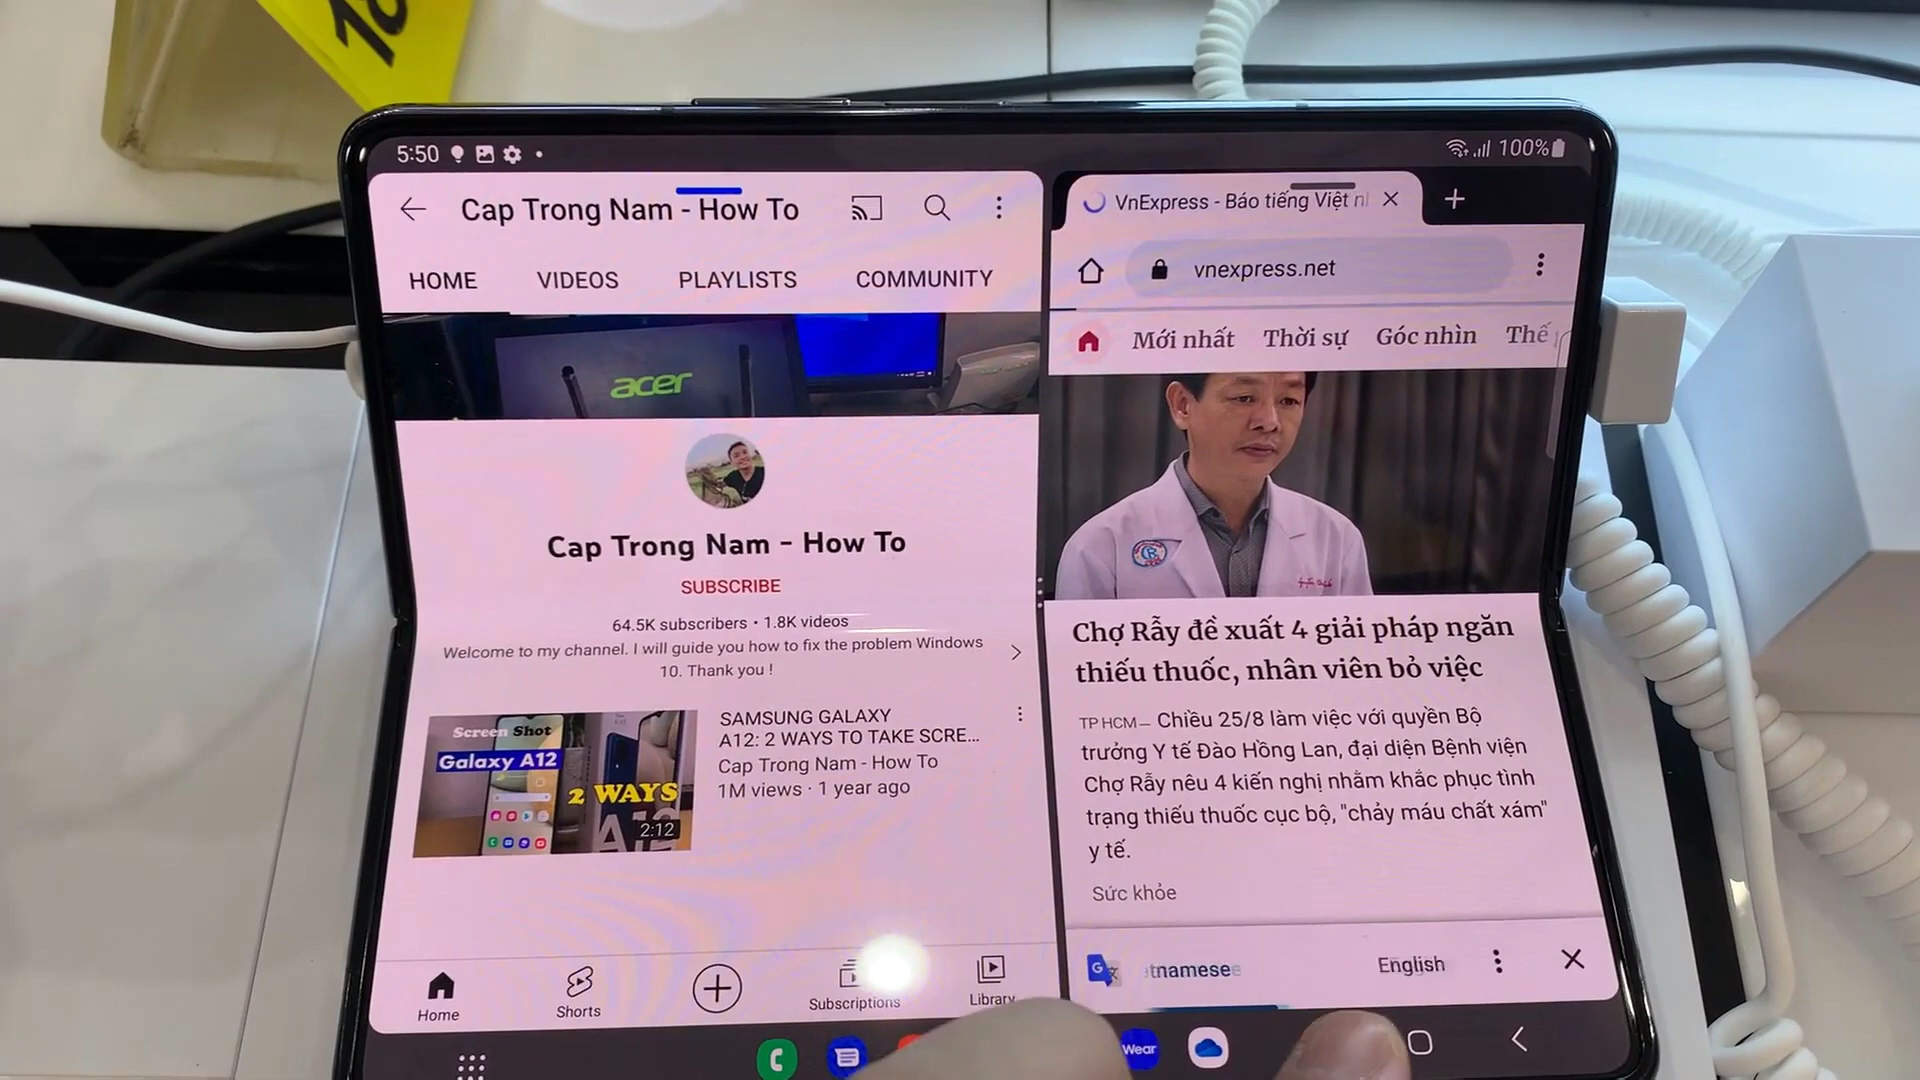 18
5:50
100%
Cap Trong Nam - How To
HOME VIDEOS PLAYLISTS COMMUNITY
acer
Cap Trong Nam - How To
SUBSCRIBE
64.5K subscribers • 1.8K videos
Welcome to my channel. I will guide you how to fix the problem Windows
10. Thank you !
Screen Shot
Galaxy A12
2 WAYS
A12
2:12
SAMSUNG GALAXY
A12: 2 WAYS TO TAKE SCRE...
Cap Trong Nam - How To
1M views · 1 year ago
Home
Shorts
Subscriptions
Library
VnExpress - Báo tiếng Việt
vnexpress.net
Mới nhất Thời sự Góc nhìn Thế
Chợ Rẫy đề xuất 4 giải pháp ngăn
thiếu thuốc, nhân viên bỏ việc
TP HCM – Chiều 25/8 làm việc với quyền Bộ
trưởng Y tế Đào Hồng Lan, đại diện Bệnh viện
Chợ Rẫy nêu 4 kiến nghị nhằm khắc phục tình
trạng thiếu thuốc cục bộ, "chảy máu chất xám"
y tế.
Sức khỏe
etnamese English
Wear